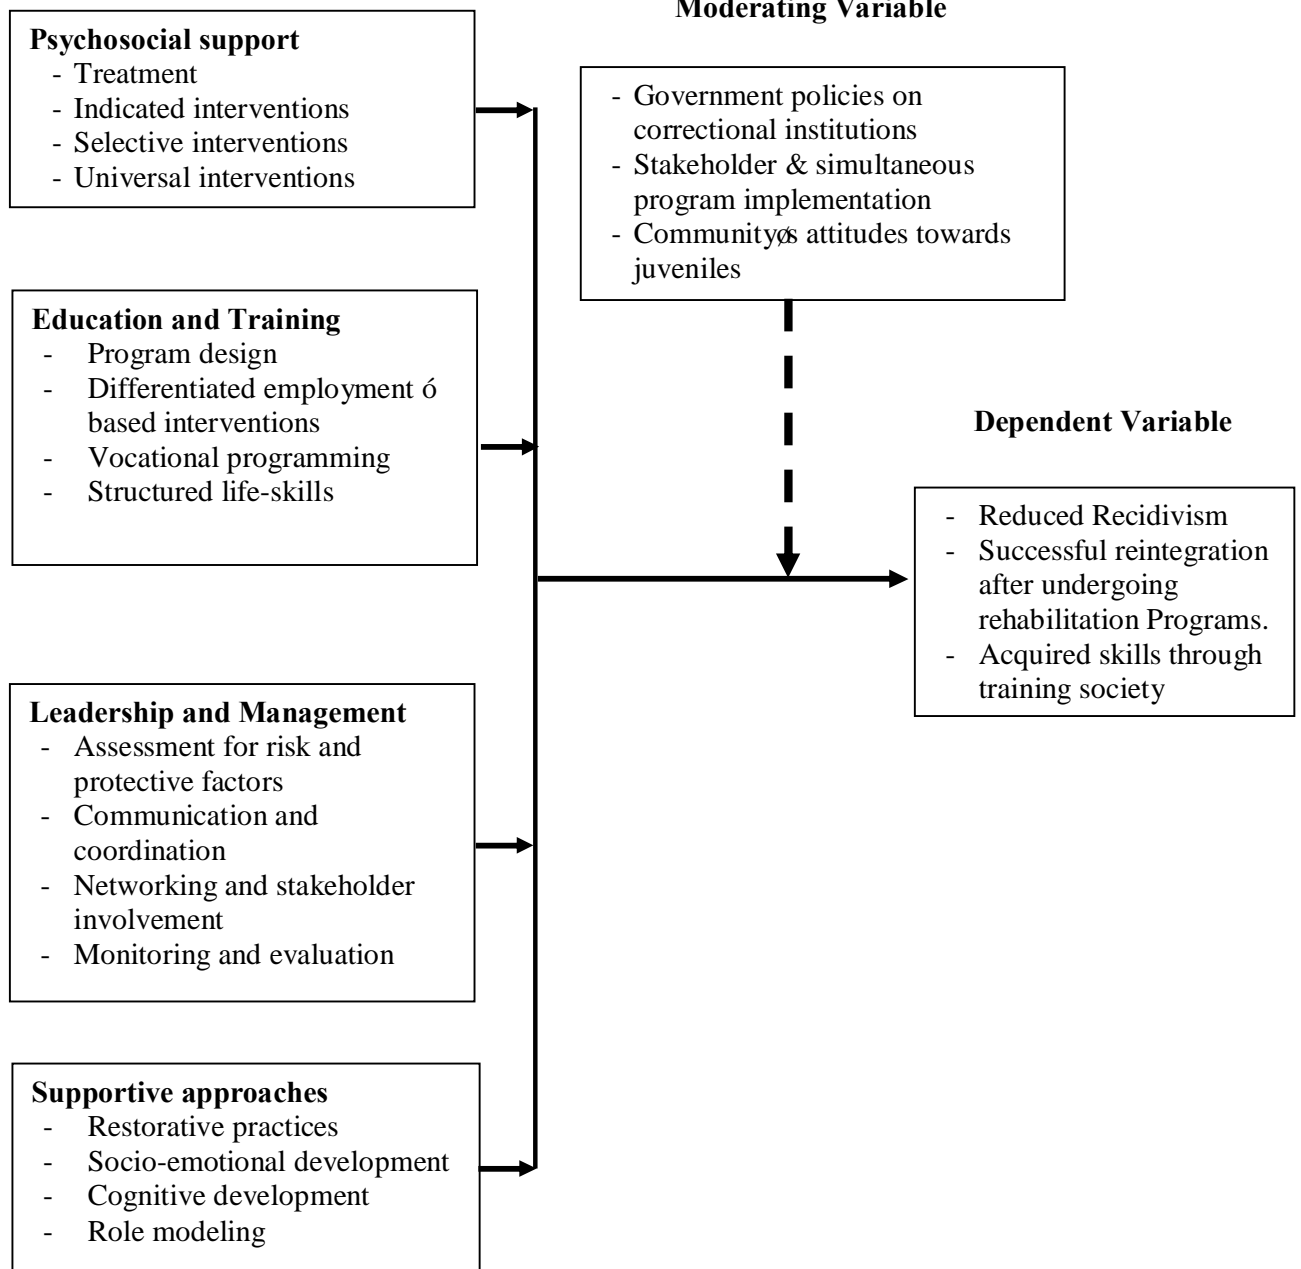 Moderating Variable
Psychosocial support
- Treatment
- Indicated interventions
- Selective interventions
- Universal interventions
- Government policies on
correctional institutions
- Stakeholder & simultaneous
program implementation
- Communityøs attitudes towards
juveniles
Education and Training
- Program design
- Differentiated employment ó
based interventions
- Vocational programming
- Structured life-skills
Dependent Variable
- Reduced Recidivism
- Successful reintegration
after undergoing
rehabilitation Programs.
- Acquired skills through
training society
Leadership and Management
- Assessment for risk and
protective factors
- Communication and
coordination
- Networking and stakeholder
involvement
- Monitoring and evaluation
Supportive approaches
- Restorative practices
- Socio-emotional development
- Cognitive development
- Role modeling